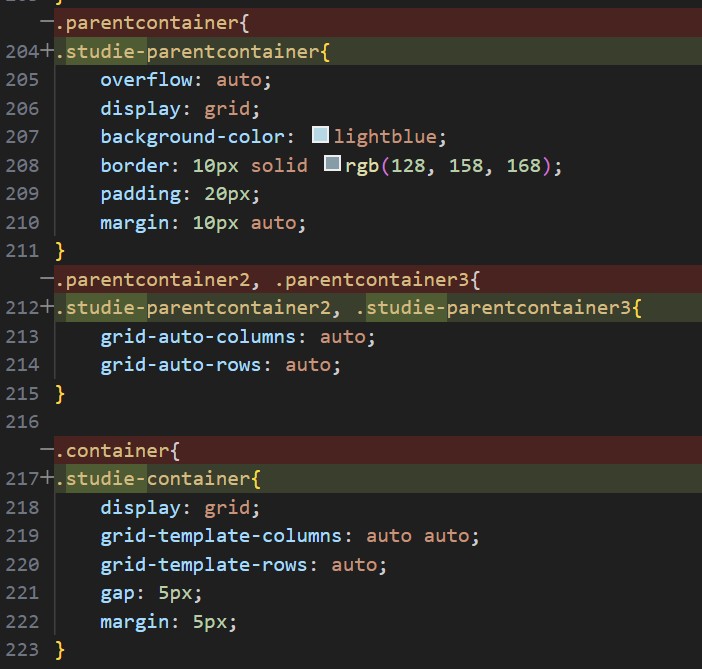 .parentcontainer{
204+.studie-parentcontainer{
205 overflow: auto;
206 display: grid;
207 background-color: lightblue;
208 border: 10px solid rgb(128, 158, 168);
209 padding: 20px;
210 margin: 10px auto;
211 }
—.parentcontainer2, .parentcontainer3{
212+.studie-parentcontainer2, .studie-parentcontainer3{
213 grid-auto-columns: auto;
214 grid-auto-rows: auto;
215 }
216
—.container{
217+.studie-container{
218 display: grid;
219 grid-template-columns: auto auto;
220 grid-template-rows: auto;
221 gap: 5px;
222 margin: 5px;
223 }